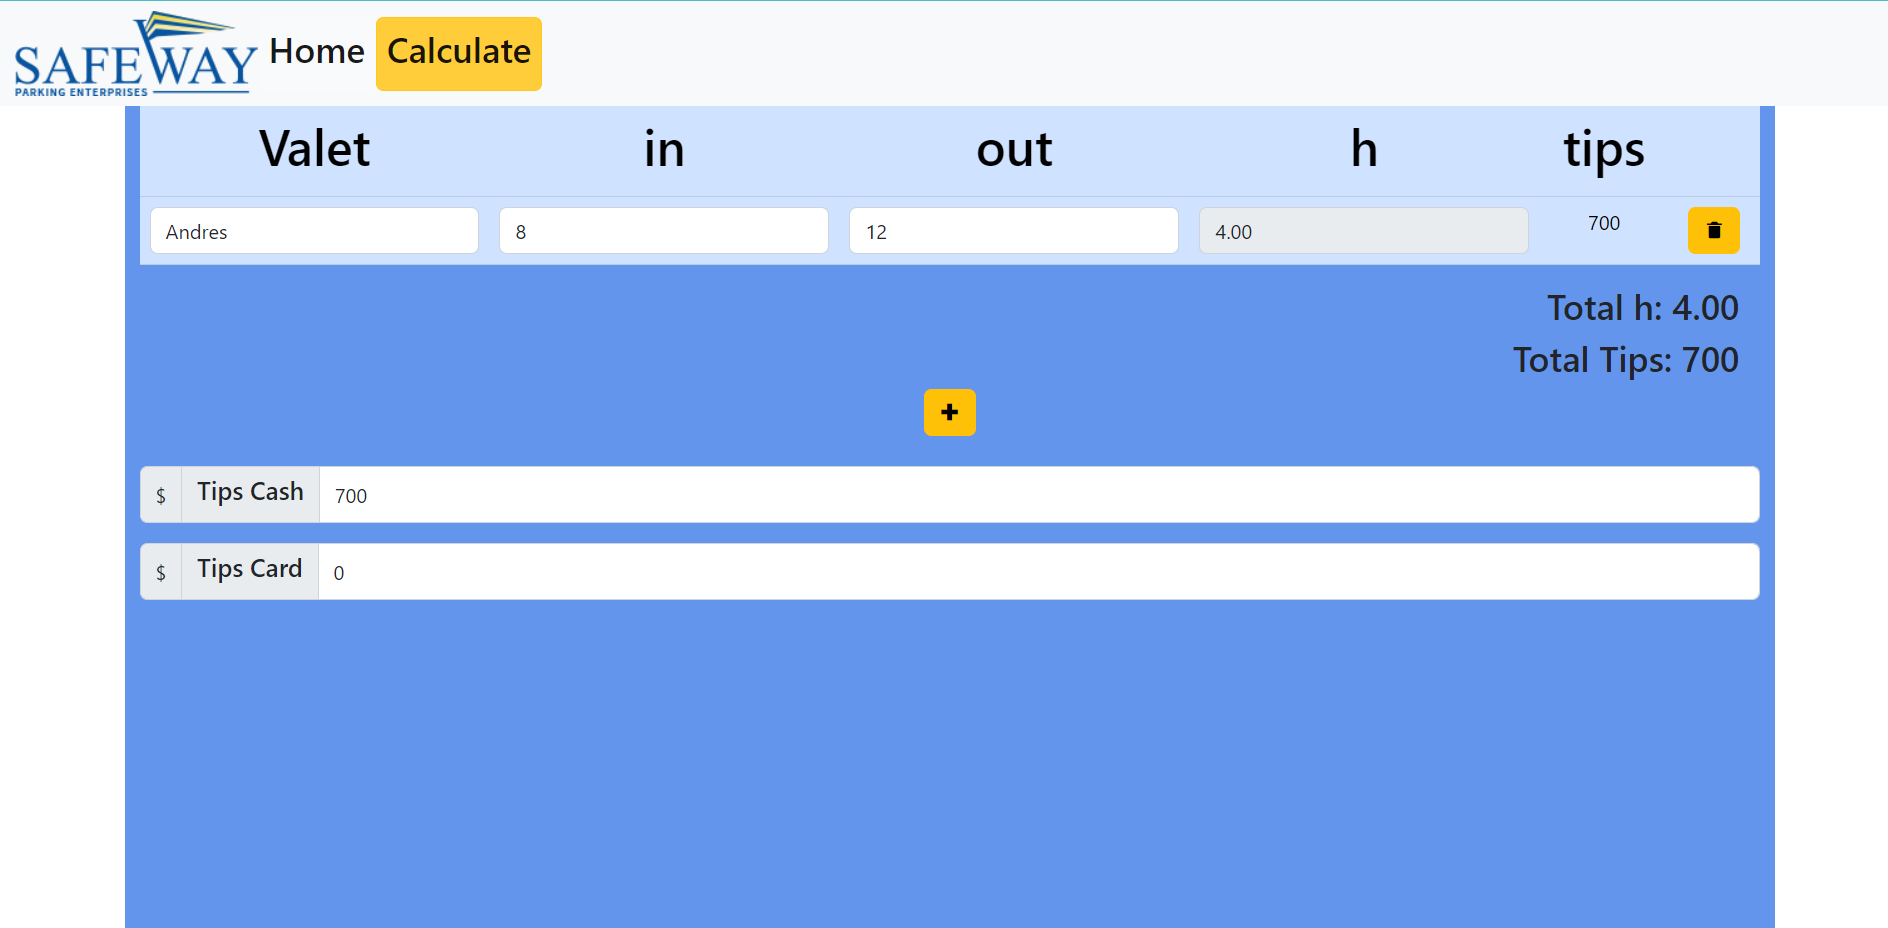 SAFEWAY
PARKING ENTERPRISES
Home Calculate
Valet in out h tips
Andres 8 12 4.00 700
Total h: 4.00
Total Tips: 700
$ Tips Cash 700
$ Tips Card 0